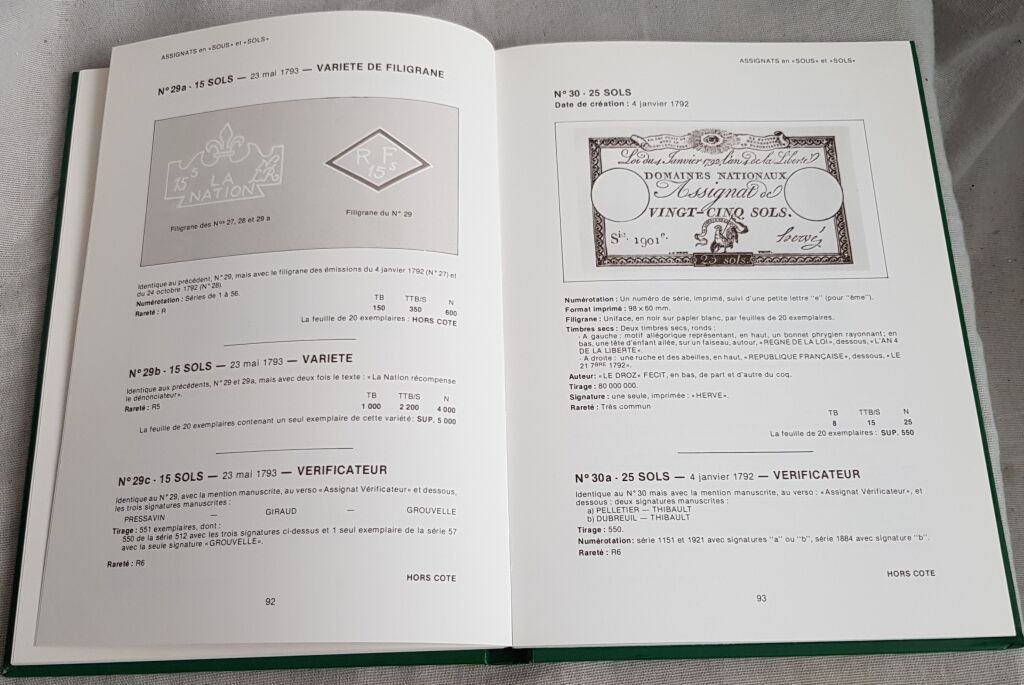 ASSIGNATS en «SOUS» et «SOLS»
N° 29a - 15 SOLS — 23 mai 1793 — VARIETE DE FILIGRANE
15 s LA
NATION
R F
15 s
Filigrane des Nos 27, 28 et 29 a
Filigrane du N° 29
Identique au précédent, N° 29, mais avec le filigrane des émissions du 4 janvier 1792 (N° 27) et
du 24 octobre 1792 (N° 28).
Numérotation : Séries de 1 à 56.
Rareté : R
TB TTB/S N
150 350 600
La feuille de 20 exemplaires : HORS COTE
N° 29b - 15 SOLS — 23 mai 1793 — VARIETE
Identique aux précédents, N° 29 et 29a, mais avec deux fois le texte : «La Nation récompense
le dénonciateur».
Rareté : R5
TB TTB/S N
1 000 2 200 4 000
La feuille de 20 exemplaires contenant un seul exemplaire de cette variété : SUP. 5 000
N° 29c - 15 SOLS — 23 mai 1793 — VERIFICATEUR
Identique au N° 29, avec la mention manuscrite, au verso «Assignat Vérificateur» et dessous,
les trois signatures manuscrites :
PRESSAVIN — GIRAUD — GROUVELLE
Tirage : 551 exemplaires, dont :
550 de la série 512 avec les trois signatures ci-dessus et 1 seul exemplaire de la série 57
avec la seule signature «GROUVELLE».
Rareté : R6
HORS COTE
92
ASSIGNATS en «SOUS» et «SOLS»
N° 30 - 25 SOLS
Date de création : 4 janvier 1792
Loi du 4 Janvier 1792, l'an 4 de la Liberté
DOMAINES NATIONAUX
Assignat de
VINGT-CINQ SOLS.
Sie. 1901e.
hervé
25 sols.
Numérotation : Un numéro de série, imprimé, suivi d'une petite lettre "e" (pour "ème").
Format imprimé : 98 x 60 mm.
Filigrane : Uniface, en noir sur papier blanc, par feuilles de 20 exemplaires.
Timbres secs : Deux timbres secs, ronds ;
- A gauche : motif allégorique représentant, en haut, un bonnet phrygien rayonnant; en
bas, une tête d'enfant ailée, sur un faisceau, autour, «REGNE DE LA LOI», dessous, «L'AN 4
DE LA LIBERTE».
- A droite : une ruche et des abeilles, en haut, «REPUBLIQUE FRANÇAISE», dessous, «LE
21 7BRE 1792».
Auteur: «LE DROZ» FECIT, en bas, de part et d'autre du coq.
Tirage : 80 000 000.
Signature : une seule, imprimée : «HERVE».
Rareté : Très commun
TB TTB/S N
8 15 25
La feuille de 20 exemplaires : SUP. 550
N° 30a - 25 SOLS — 4 janvier 1792 — VERIFICATEUR
Identique au N° 30 mais avec la mention manuscrite, au verso : «Assignat Vérificateur», et
dessous : deux signatures manuscrites :
a) PELLETIER — THIBAULT
b) DUBREUIL — THIBAULT
Tirage : 550.
Numérotation: série 1151 et 1921 avec signatures "a" ou "b", série 1884 avec signature "b".
Rareté : R6
HORS COTE
93